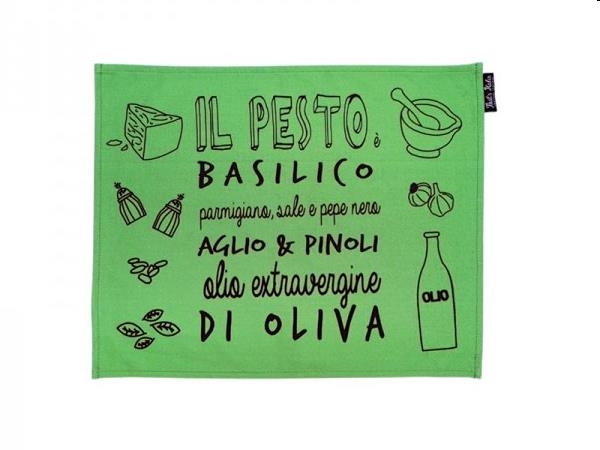 IL PESTO è
BASILICO
parmigiano, sale e pepe nero
AGLIO & PINOLI
olio extravergine
DI OLIVA
OLIO